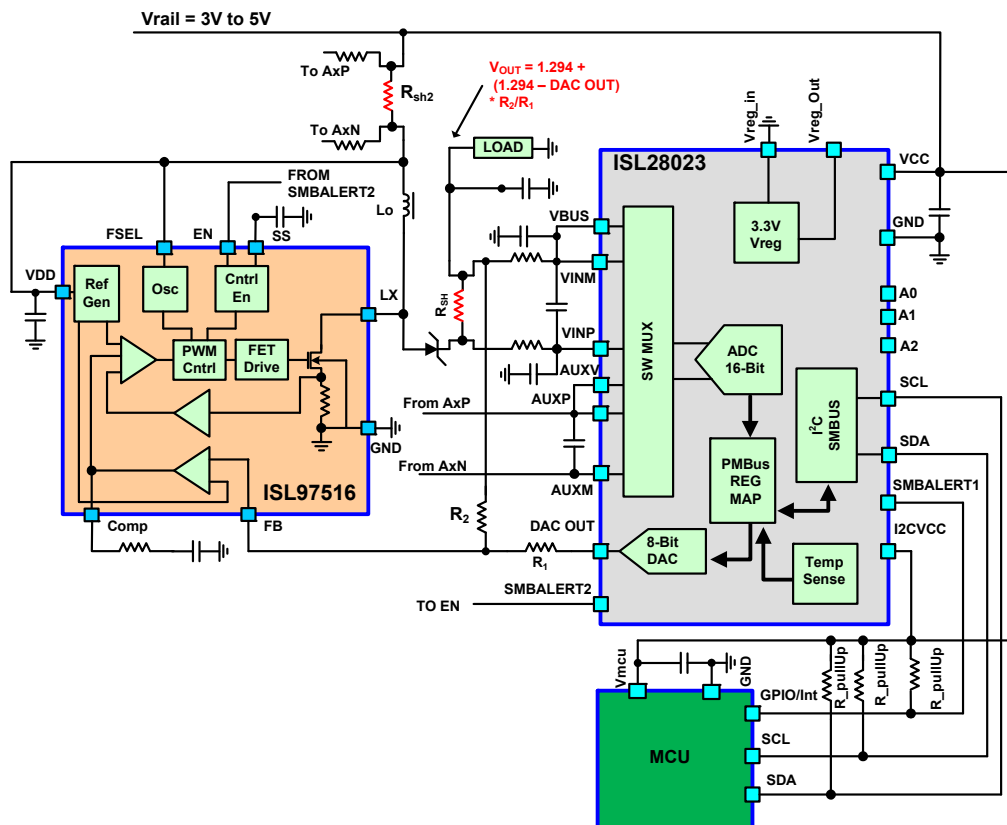 Vrail = 3V to 5V
To AxP
Rsh2
To AxN
VOUT = 1.294 +
(1.294 – DAC OUT)
* R2/R1
LOAD
Vreg_in
Vreg_Out
ISL28023
VCC
GND
3.3V
Vreg
A0
A1
A2
SCL
SDA
SMBALERT1
I2CVCC
FROM
SMBALERT2
FSEL
EN
SS
Lo
VDD
Ref
Gen
Osc
Cntrl
En
LX
PWM
Cntrl
FET
Drive
GND
ISL97516
Comp
FB
RSH
VBUS
VINM
VINP
AUXV
AUXP
AUXM
From AxP
From AxN
SW MUX
ADC
16-Bit
I2C
SMBUS
PMBus
REG
MAP
R2
DAC OUT
R1
8-Bit
DAC
Temp
Sense
SMBALERT2
TO EN
Vmcu
GND
R_pullUp
R_pullUp
R_pullUp
GPIO/Int
SCL
SDA
MCU